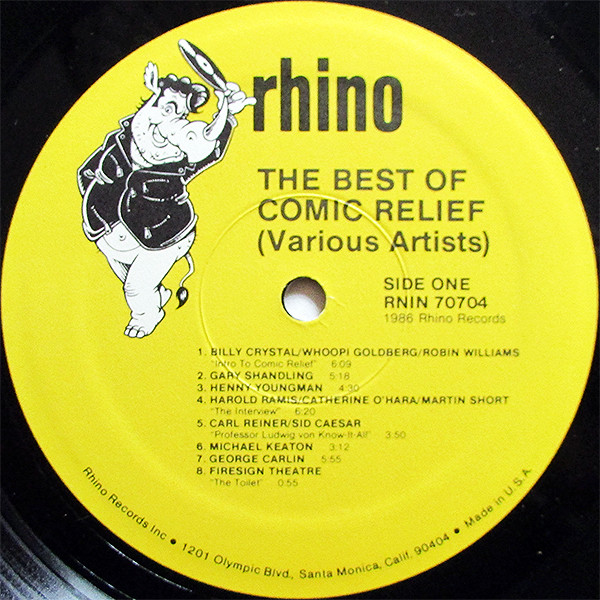 rhino
THE BEST OF
COMIC RELIEF
(Various Artists)
SIDE ONE
RNIN 70704
1986 Rhino Records
1. BILLY CRYSTAL/WHOOPI GOLDBERG/ROBIN WILLIAMS
"Intro To Comic Relief" 6:09
2. GARY SHANDLING 5:18
3. HENNY YOUNGMAN 4:30
4. HAROLD RAMIS/CATHERINE O'HARA/MARTIN SHORT
"The Interview" 6:20
5. CARL REINER/SID CAESAR
"Professor Ludwig von Know-It-All" 3:50
6. MICHAEL KEATON 3:12
7. GEORGE CARLIN 5:55
8. FIRESIGN THEATRE
"The Toilet" 0:55
Rhino Records Inc • 1201 Olympic Blvd., Santa Monica, Calif. 90404 • Made in U.S.A.